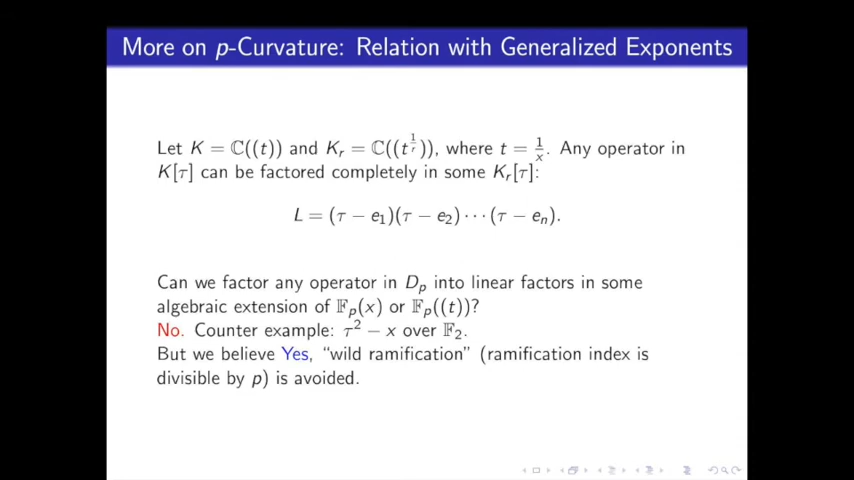 More on p-Curvature: Relation with Generalized Exponents
Let K = ℂ((t)) and K_r = ℂ((t^{1/r})), where t = 1/x. Any operator in
K[τ] can be factored completely in some K_r[τ]:
L = (τ − e_1)(τ − e_2) ⋯ (τ − e_n).
Can we factor any operator in D_p into linear factors in some
algebraic extension of 𝔽_p(x) or 𝔽_p((t))?
No. Counter example: τ^2 − x over 𝔽_2.
But we believe Yes, “wild ramification” (ramification index is
divisible by p) is avoided.